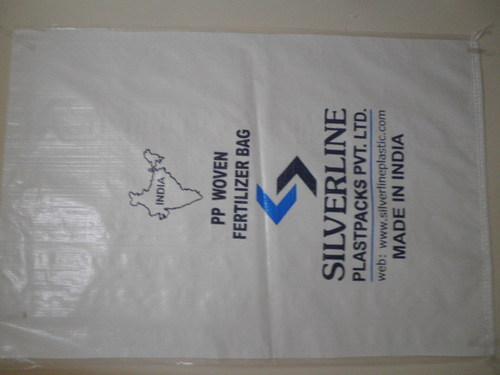 INDIA
PP WOVEN
FERTILIZER BAG
SILVERLINE
PLASTPACKS PVT. LTD.
web: www.silverlineplastic.com
MADE IN INDIA